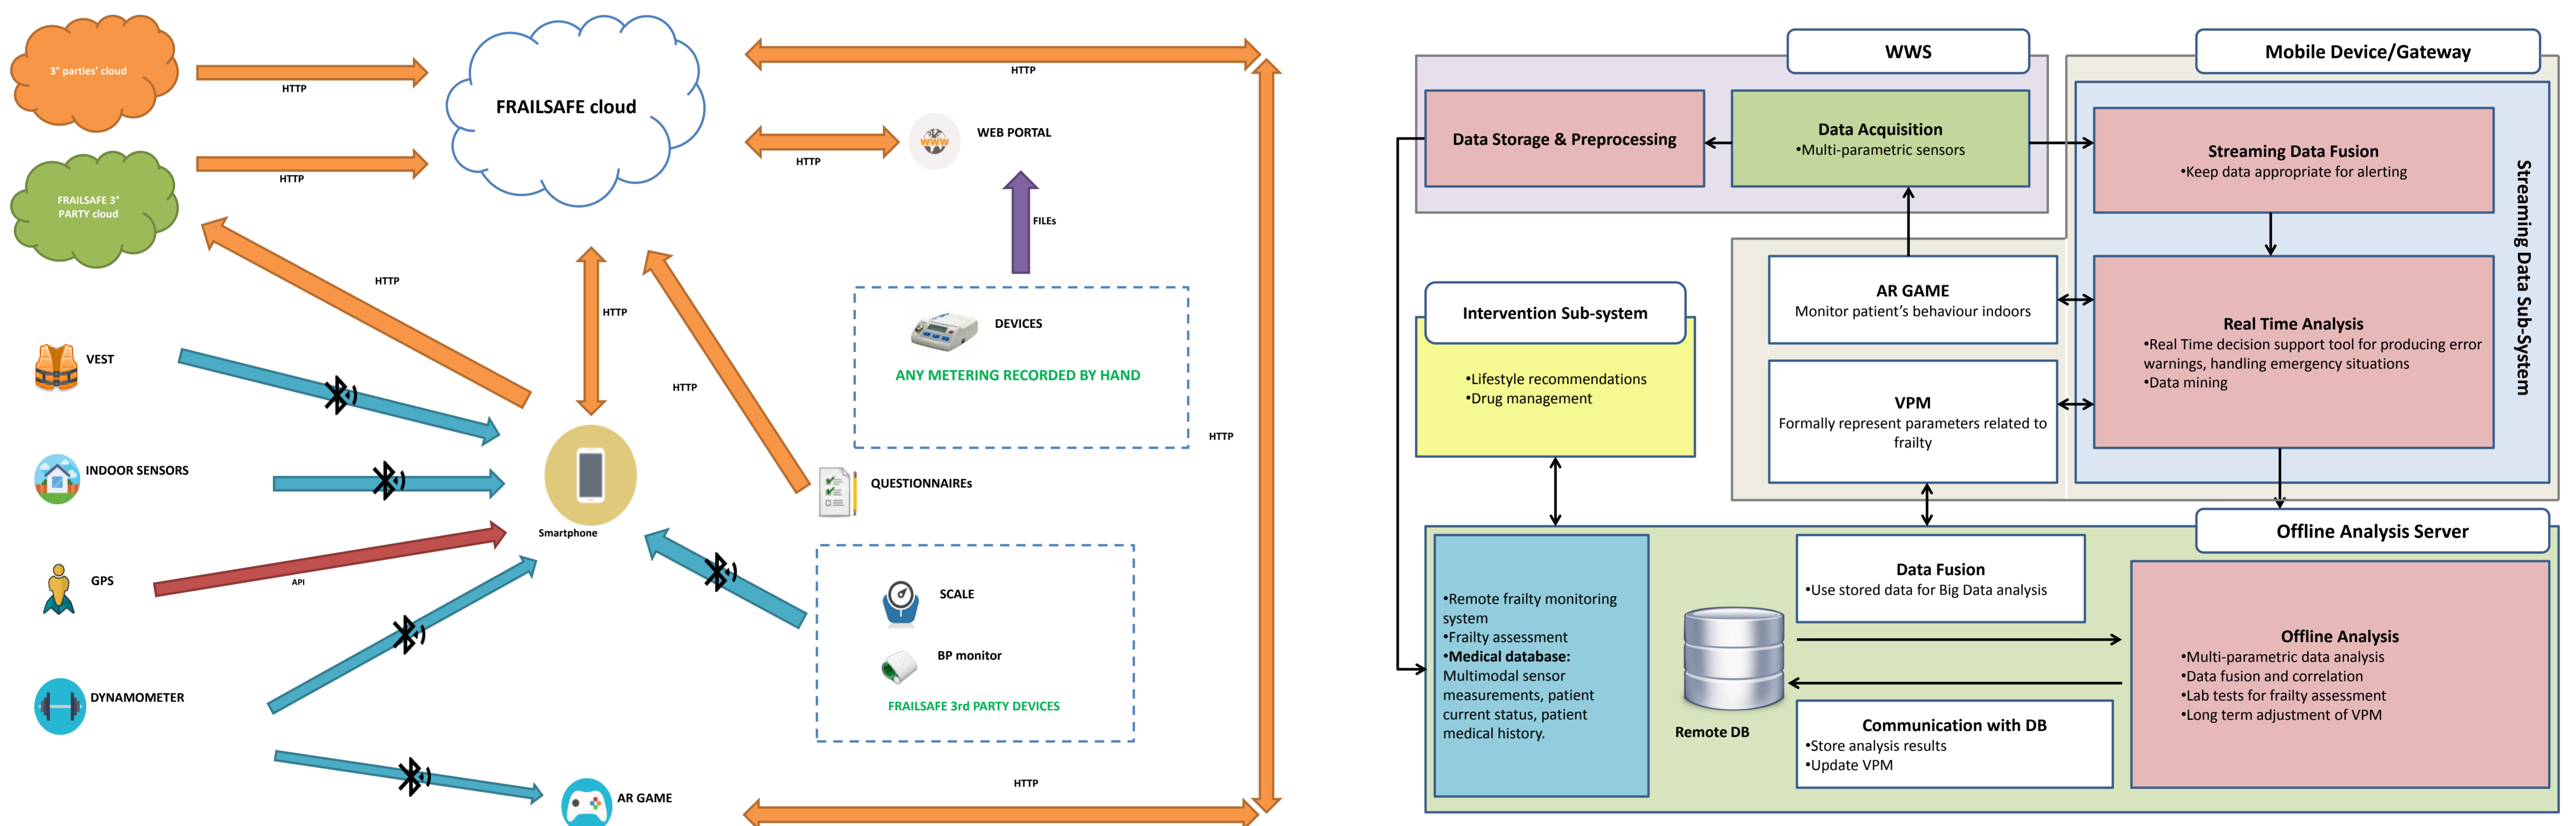 3° parties' cloud
HTTP
FRAILSAFE cloud
HTTP
HTTP
WWW
WEB PORTAL
HTTP
FRAILSAFE 3°
PARTY cloud
HTTP
FILEs
HTTP
HTTP
DEVICES
ANY METERING RECORDED BY HAND
HTTP
VEST
HTTP
INDOOR SENSORS
QUESTIONNAIREs
Smartphone
GPS
API
SCALE
BP monitor
FRAILSAFE 3rd PARTY DEVICES
DYNAMOMETER
AR GAME
HTTP
WWS
Mobile Device/Gateway
Data Storage & Preprocessing
Data Acquisition
•Multi-parametric sensors
Streaming Data Fusion
•Keep data appropriate for alerting
Streaming Data Sub-System
AR GAME
Monitor patient's behaviour indoors
Real Time Analysis
•Real Time decision support tool for producing error
warnings, handling emergency situations
•Data mining
Intervention Sub-system
•Lifestyle recommendations
•Drug management
VPM
Formally represent parameters related to
frailty
Offline Analysis Server
•Remote frailty monitoring
system
•Frailty assessment
•Medical database:
Multimodal sensor
measurements, patient
current status, patient
medical history.
Remote DB
Data Fusion
•Use stored data for Big Data analysis
Communication with DB
•Store analysis results
•Update VPM
Offline Analysis
•Multi-parametric data analysis
•Data fusion and correlation
•Lab tests for frailty assessment
•Long term adjustment of VPM